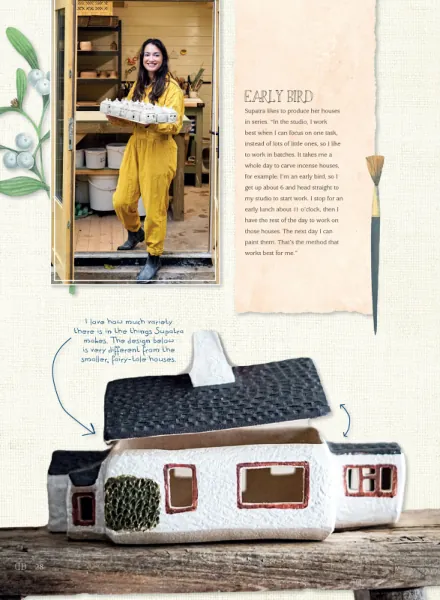 EARLY BIRD
Supatra likes to produce her houses
in series. "In the studio, I work
best when I can focus on one task,
instead of lots of little ones, so I like
to work in batches. It takes me a
whole day to carve incense houses,
for example. I'm an early bird, so I
get up about 6 and head straight to
my studio to start work. I stop for an
early lunch about 11 o'clock, then I
have the rest of the day to work on
those houses. The next day I can
paint them. That's the method that
works best for me."
I love how much variety
there is in the things Supatra
makes. The design below
is very different from the
smaller, fairy-tale houses.